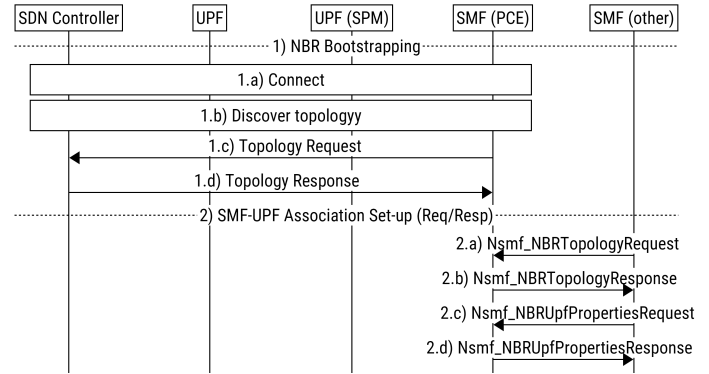 SDN Controller UPF UPF (SPM) SMF (PCE) SMF (other)
1) NBR Bootstrapping
1.a) Connect
1.b) Discover topologyy
1.c) Topology Request
1.d) Topology Response
2) SMF-UPF Association Set-up (Req/Resp)
2.a) Nsmf_NBRTopologyRequest
2.b) Nsmf_NBRTopologyResponse
2.c) Nsmf_NBRUpfPropertiesRequest
2.d) Nsmf_NBRUpfPropertiesResponse